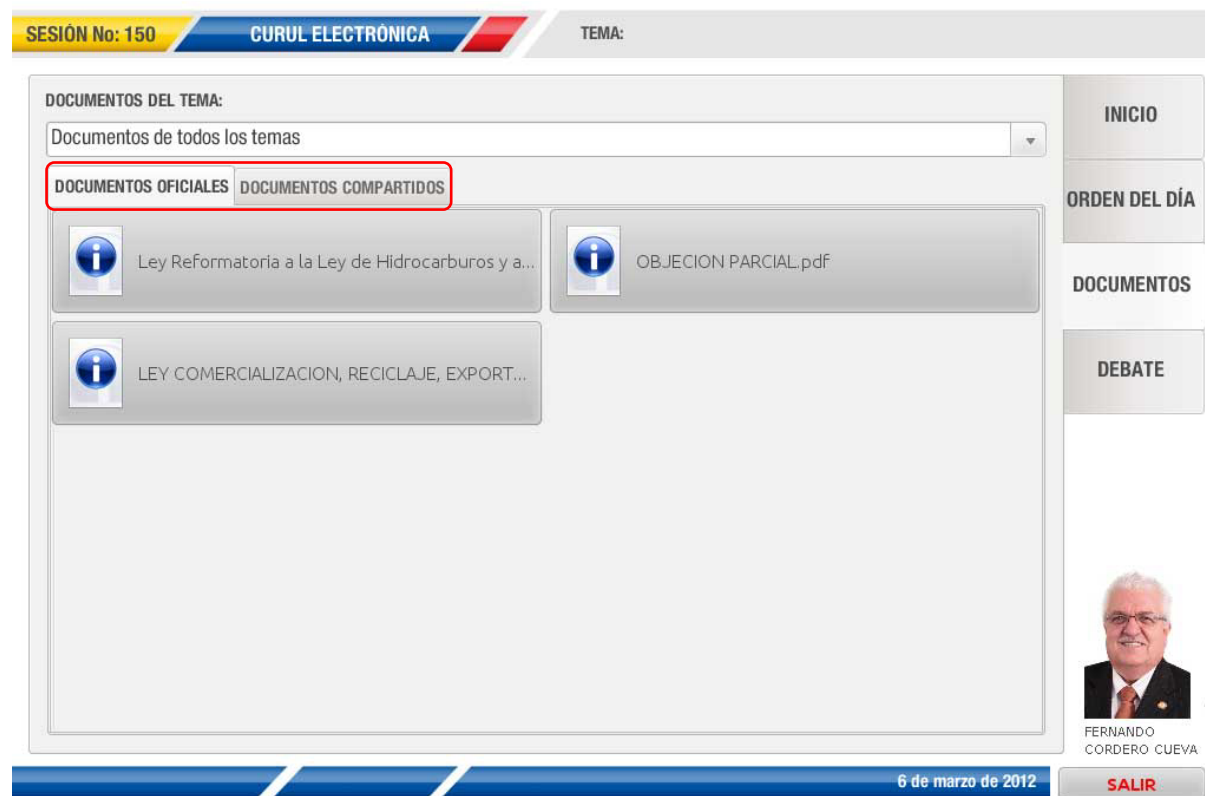 SESIÓN No: 150
CURUL ELECTRÓNICA
TEMA:
DOCUMENTOS DEL TEMA:
Documentos de todos los temas
DOCUMENTOS OFICIALES
DOCUMENTOS COMPARTIDOS
Ley Reformatoria a la Ley de Hidrocarburos y a...
OBJECION PARCIAL.pdf
LEY COMERCIALIZACION, RECICLAJE, EXPORT...
INICIO
ORDEN DEL DÍA
DOCUMENTOS
DEBATE
FERNANDO
CORDERO CUEVA
6 de marzo de 2012
SALIR